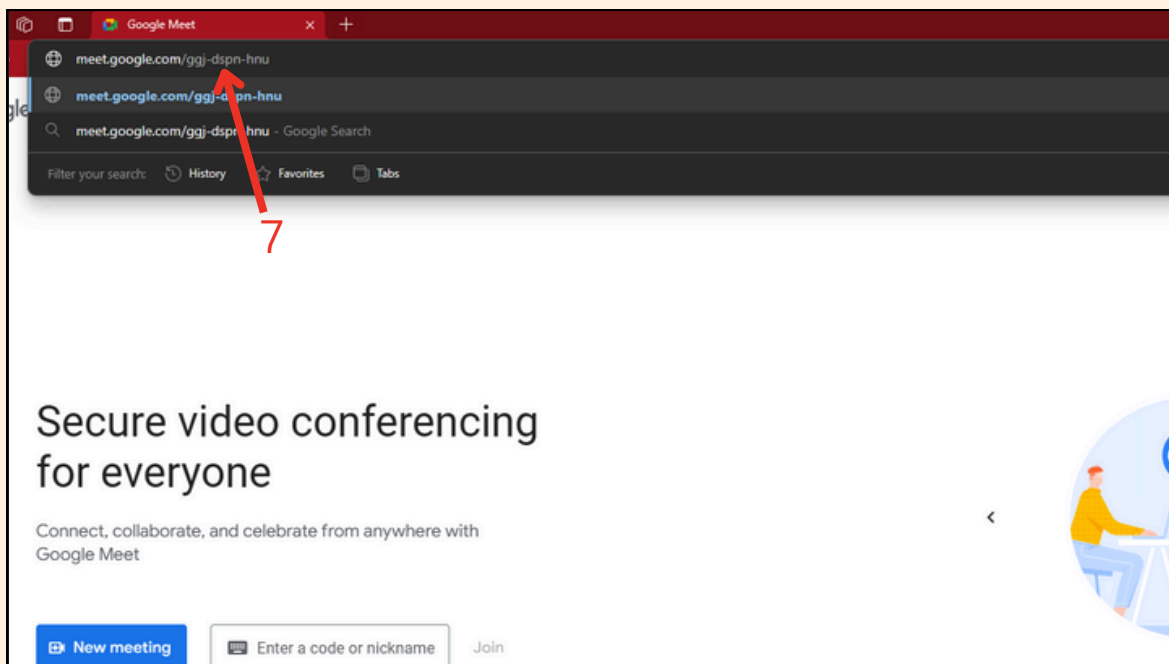 Google Meet
meet.google.com/ggj-dspn-hnu
meet.google.com/ggj-dspn-hnu
gle
meet.google.com/ggj-dspn-hnu - Google Search
Filter your search: History Favorites Tabs
7
Secure video conferencing
for everyone
Connect, collaborate, and celebrate from anywhere with
Google Meet
New meeting Enter a code or nickname Join